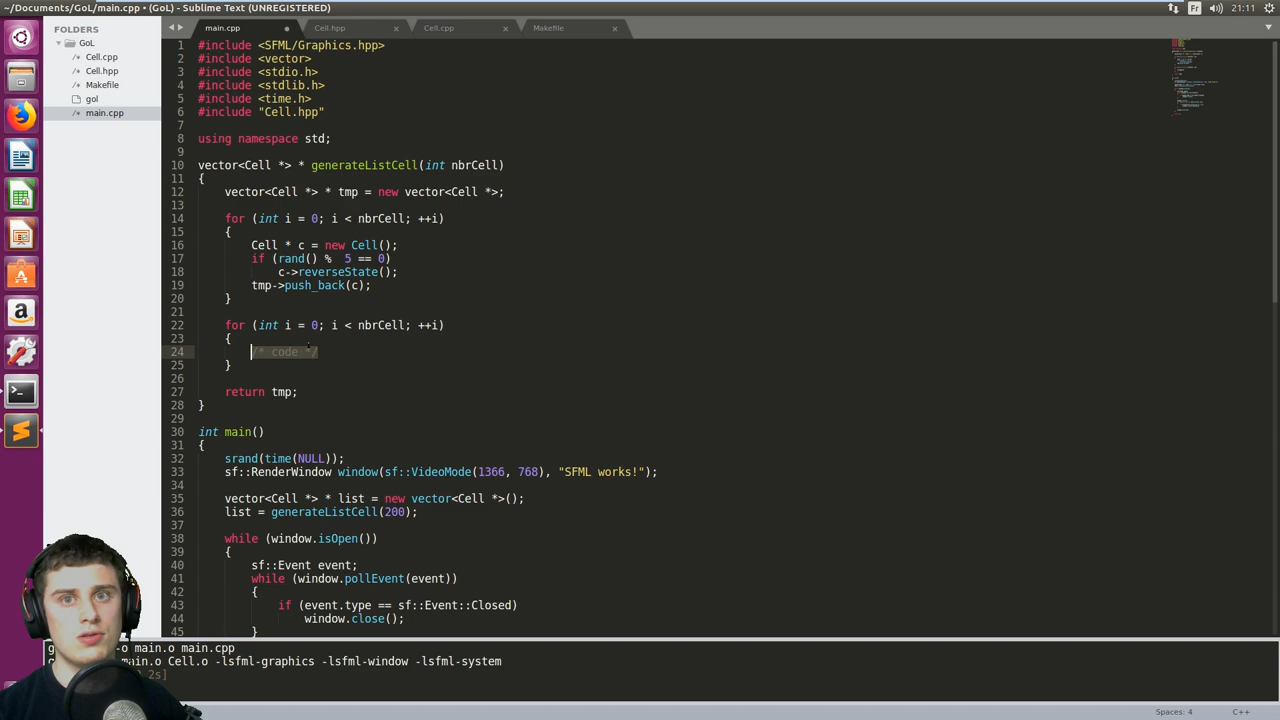 ~/Documents/GoL/main.cpp (GoL) - Sublime Text (UNREGISTERED)
Fr
21:11
FOLDERS
GoL
Cell.cpp
Cell.hpp
Makefile
gol
main.cpp
main.cpp
Cell.hpp
Cell.cpp
Makefile
1 #include <SFML/Graphics.hpp>
2 #include <vector>
3 #include <stdio.h>
4 #include <stdlib.h>
5 #include <time.h>
6 #include "Cell.hpp"
7
8 using namespace std;
9
10 vector<Cell *> * generateListCell(int nbrCell)
11 {
12 vector<Cell *> * tmp = new vector<Cell *>;
13
14 for (int i = 0; i < nbrCell; ++i)
15 {
16 Cell * c = new Cell();
17 if (rand() %  5 == 0)
18 c->reverseState();
19 tmp->push_back(c);
20 }
21
22 for (int i = 0; i < nbrCell; ++i)
23 {
24 /* code */
25 }
26
27 return tmp;
28 }
29
30 int main()
31 {
32 srand(time(NULL));
33 sf::RenderWindow window(sf::VideoMode(1366, 768), "SFML works!");
34
35 vector<Cell *> * list = new vector<Cell *>();
36 list = generateListCell(200);
37
38 while (window.isOpen())
39 {
40 sf::Event event;
41 while (window.pollEvent(event))
42 {
43 if (event.type == sf::Event::Closed)
44 window.close();
45 }
-o main.o main.cpp
main.o Cell.o -lsfml-graphics -lsfml-window -lsfml-system
2s]
Spaces: 4
C++